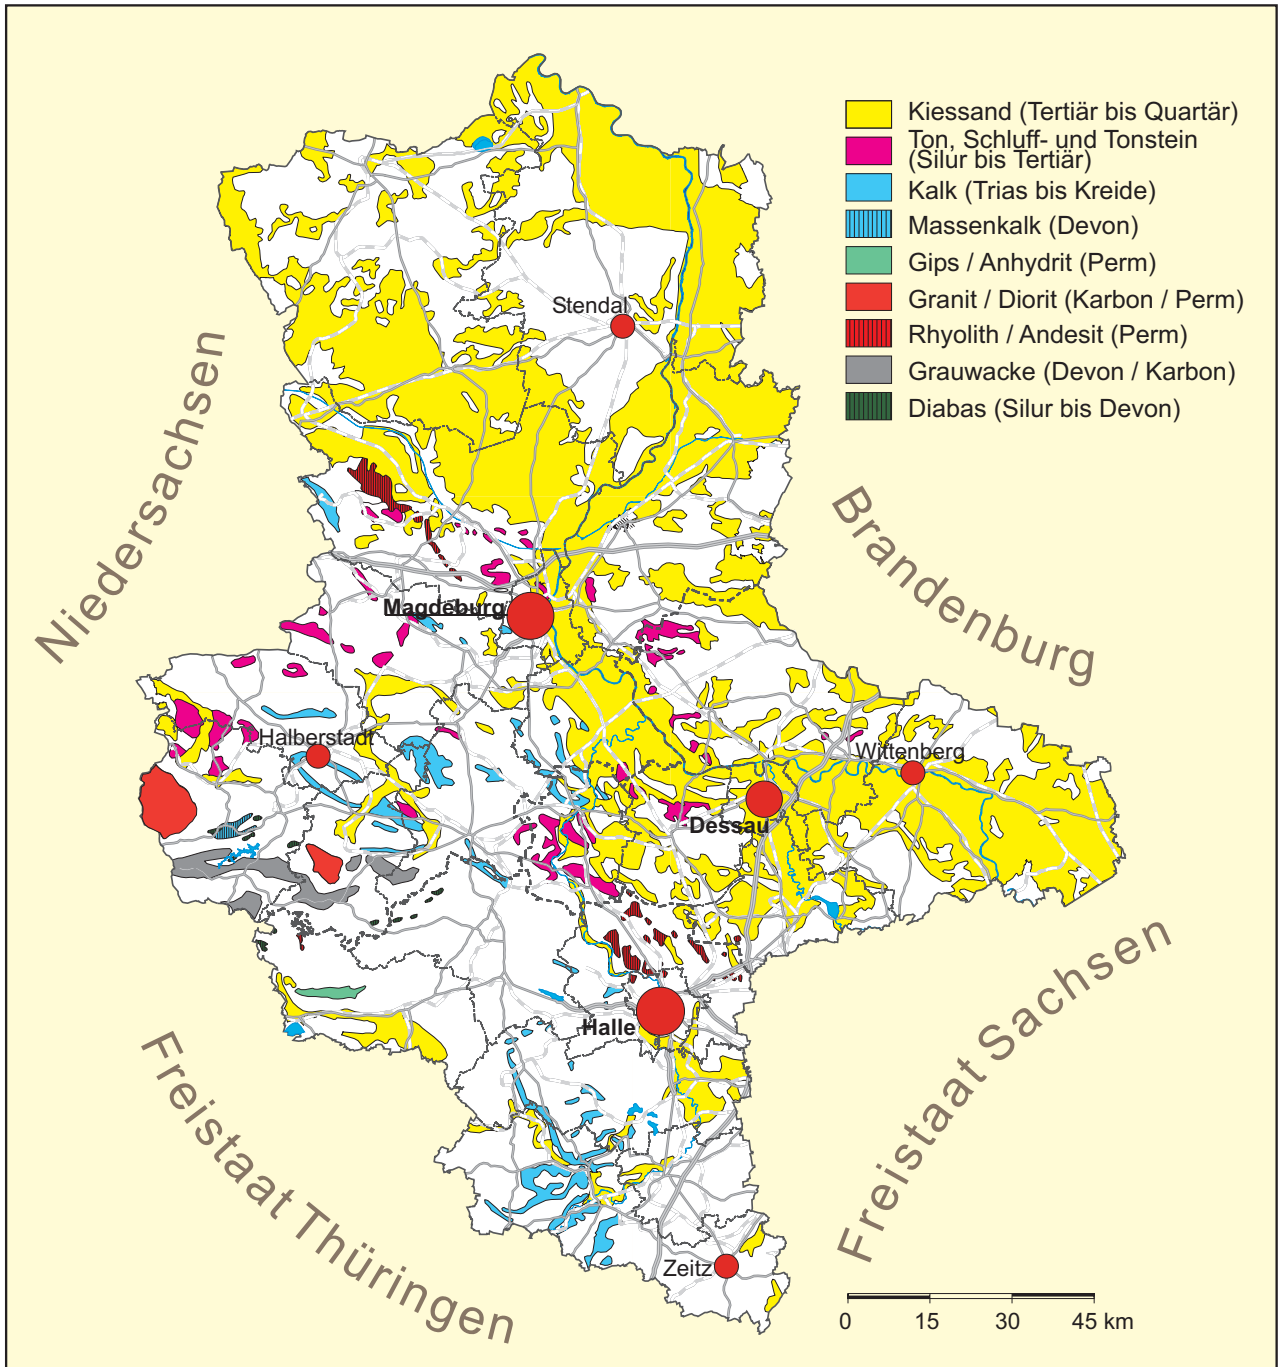 Kiessand (Tertiär bis Quartär)
Ton, Schluff- und Tonstein
(Silur bis Tertiär)
Kalk (Trias bis Kreide)
Massenkalk (Devon)
Gips / Anhydrit (Perm)
Granit / Diorit (Karbon / Perm)
Rhyolith / Andesit (Perm)
Grauwacke (Devon / Karbon)
Diabas (Silur bis Devon)
Stendal
Niedersachsen
Brandenburg
Magdeburg
Halberstadt
Wittenberg
Dessau
Halle
Freistaat Sachsen
Freistaat Thüringen
Zeitz
0 15 30 45 km